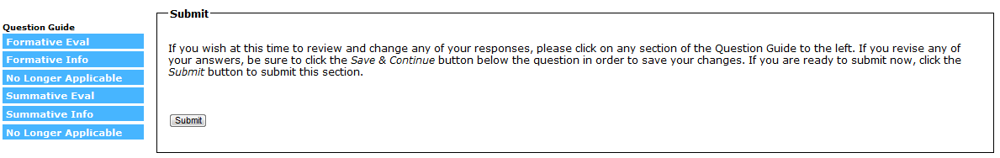 Question Guide
Formative Eval
Formative Info
No Longer Applicable
Summative Eval
Summative Info
No Longer Applicable
Submit
If you wish at this time to review and change any of your responses, please click on any section of the Question Guide to the left. If you revise any of
your answers, be sure to click the Save & Continue button below the question in order to save your changes. If you are ready to submit now, click the
Submit button to submit this section.
Submit